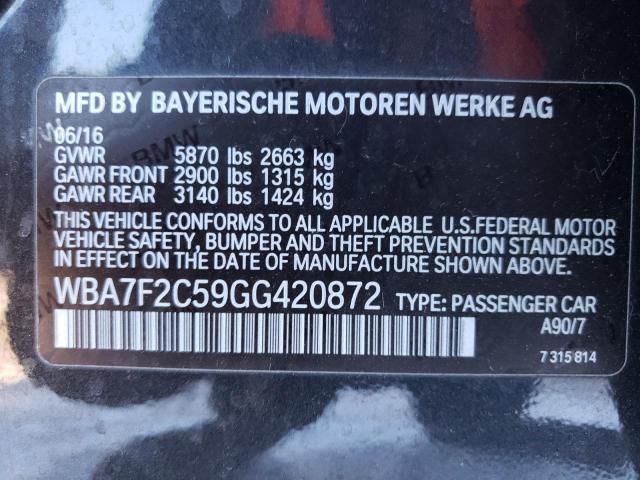 MFD BY BAYERISCHE MOTOREN WERKE AG
06/16
GVWR 5870 lbs 2663 kg
GAWR FRONT 2900 lbs 1315 kg
GAWR REAR 3140 lbs 1424 kg
THIS VEHICLE CONFORMS TO ALL APPLICABLE U.S.FEDERAL MOTOR
VEHICLE SAFETY, BUMPER AND THEFT PREVENTION STANDARDS
IN EFFECT ON THE DATE OF MANUFACTURE SHOWN ABOVE.
WBA7F2C59GG420872 TYPE: PASSENGER CAR
A90/7
7 315 814